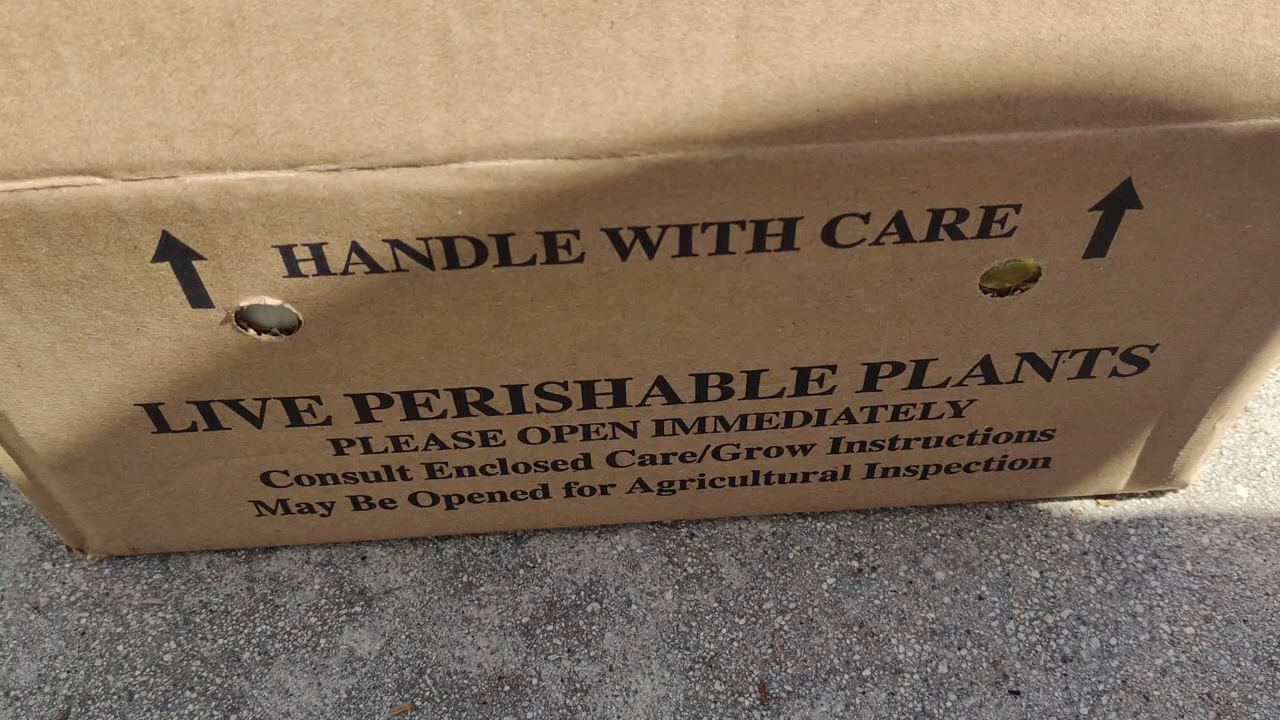 HANDLE WITH CARE
LIVE PERISHABLE PLANTS
PLEASE OPEN IMMEDIATELY
Consult Enclosed Care/Grow Instructions
May Be Opened for Agricultural Inspection